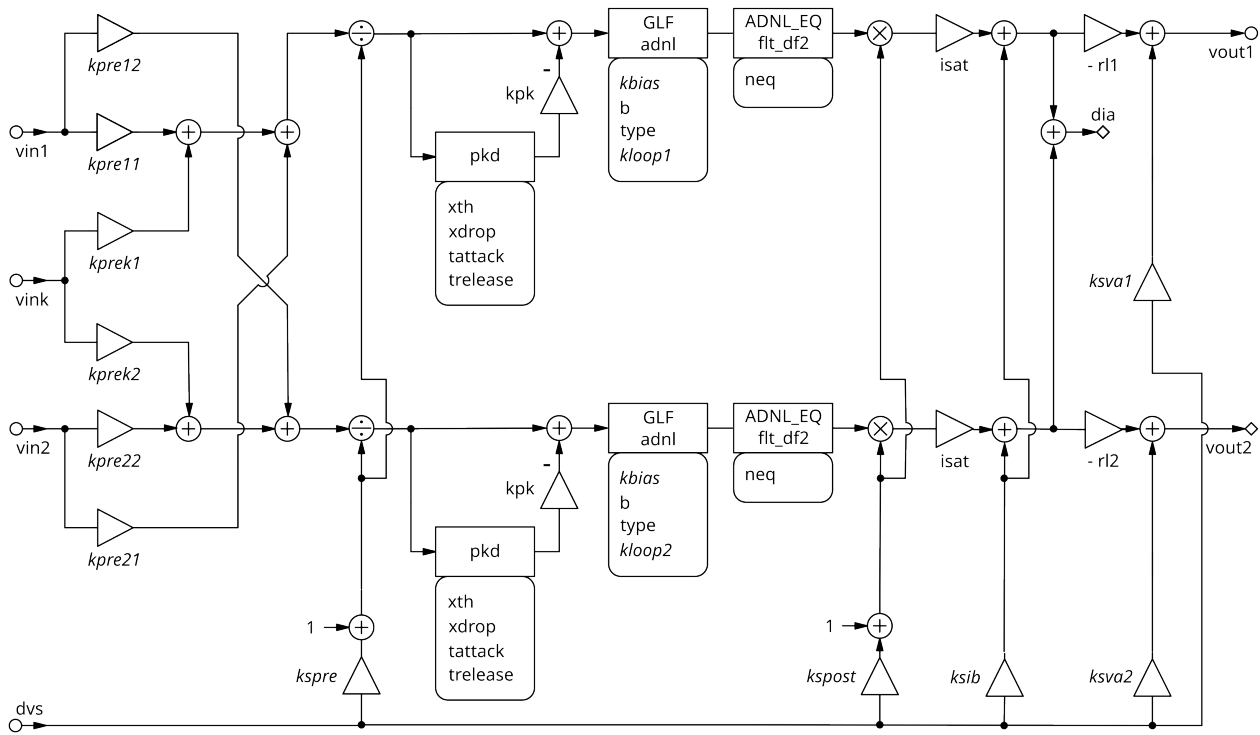 kpre12
vin1
kpre11
kprek1
vink
kprek2
vin2
kpre22
kpre21
÷
+
+
+
-
kpk
pkd
xth
xdrop
tattack
trelease
GLF
adnl
kbias
b
type
kloop1
ADNL_EQ
flt_df2
neq
×
isat
+
- rl1
+
vout1
+
dia
ksva1
+
+
÷
+
-
kpk
pkd
xth
xdrop
tattack
trelease
GLF
adnl
kbias
b
type
kloop2
ADNL_EQ
flt_df2
neq
×
isat
+
- rl2
+
vout2
1
+
kspre
1
+
kspost
ksib
ksva2
dvs